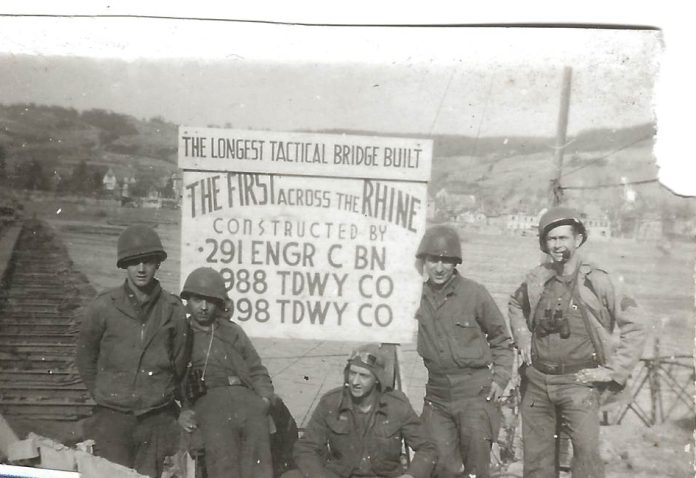 THE LONGEST TACTICAL BRIDGE BUILT
THE FIRST ACROSS THE RHINE
CONSTRUCTED BY
291 ENGR C BN
988 TDWY CO
98 TDWY CO